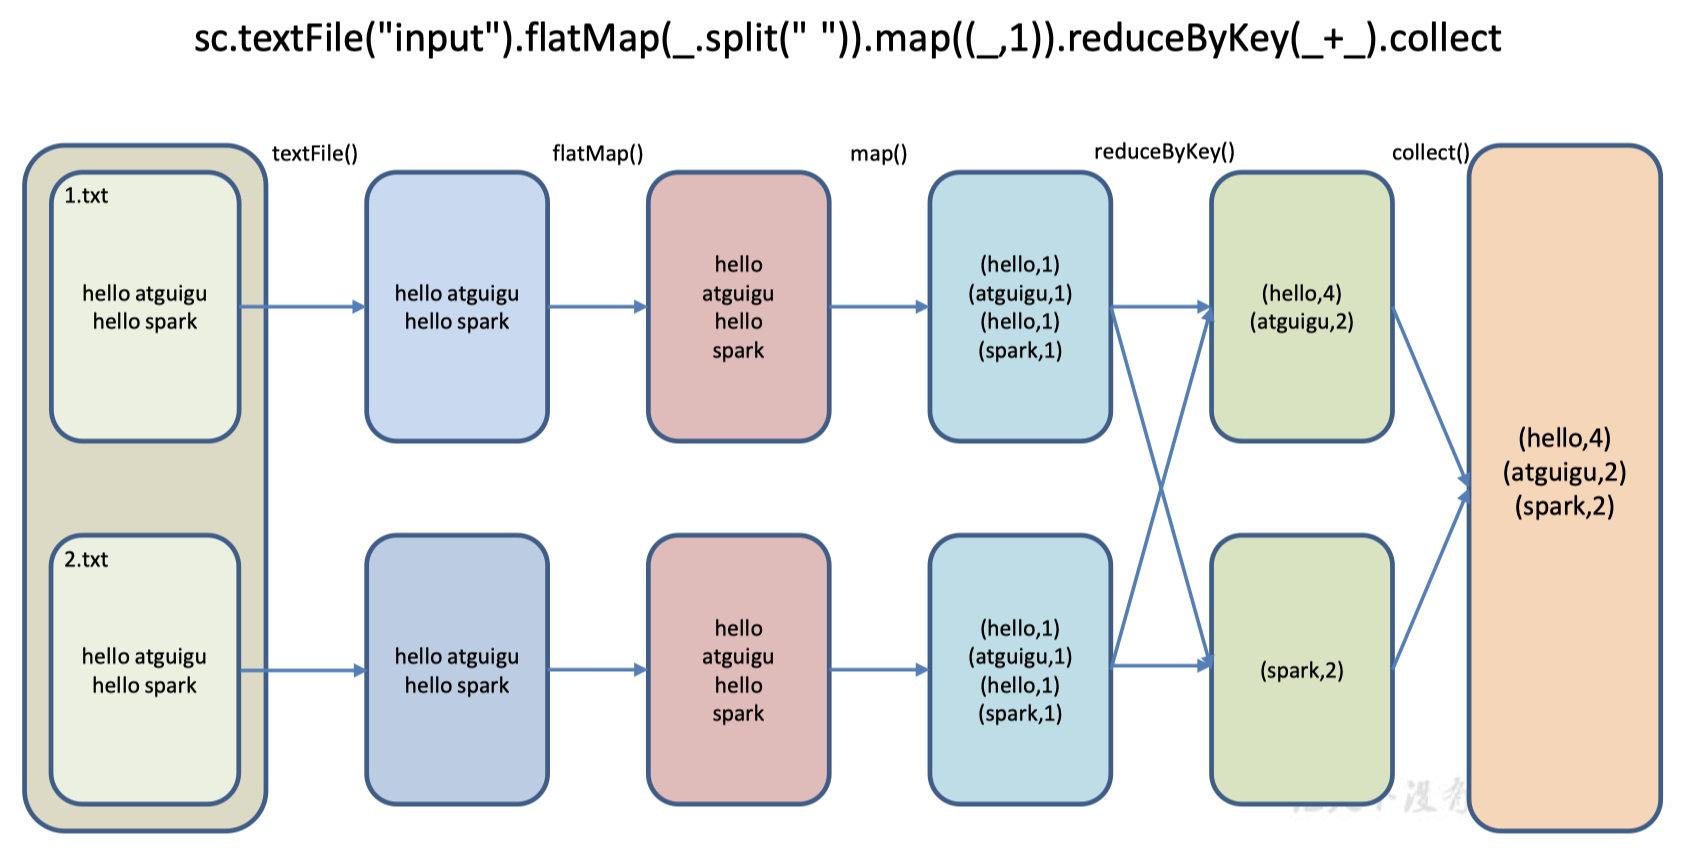 sc.textFile("input").flatMap(_.split(" ")).map((_,1)).reduceByKey(_+_).collect
textFile()
flatMap()
map()
reduceByKey()
collect()
1.txt
hello atguigu
hello spark
hello atguigu
hello spark
hello
atguigu
hello
spark
(hello,1)
(atguigu,1)
(hello,1)
(spark,1)
(hello,4)
(atguigu,2)
(hello,4)
(atguigu,2)
(spark,2)
2.txt
hello atguigu
hello spark
hello atguigu
hello spark
hello
atguigu
hello
spark
(hello,1)
(atguigu,1)
(hello,1)
(spark,1)
(spark,2)